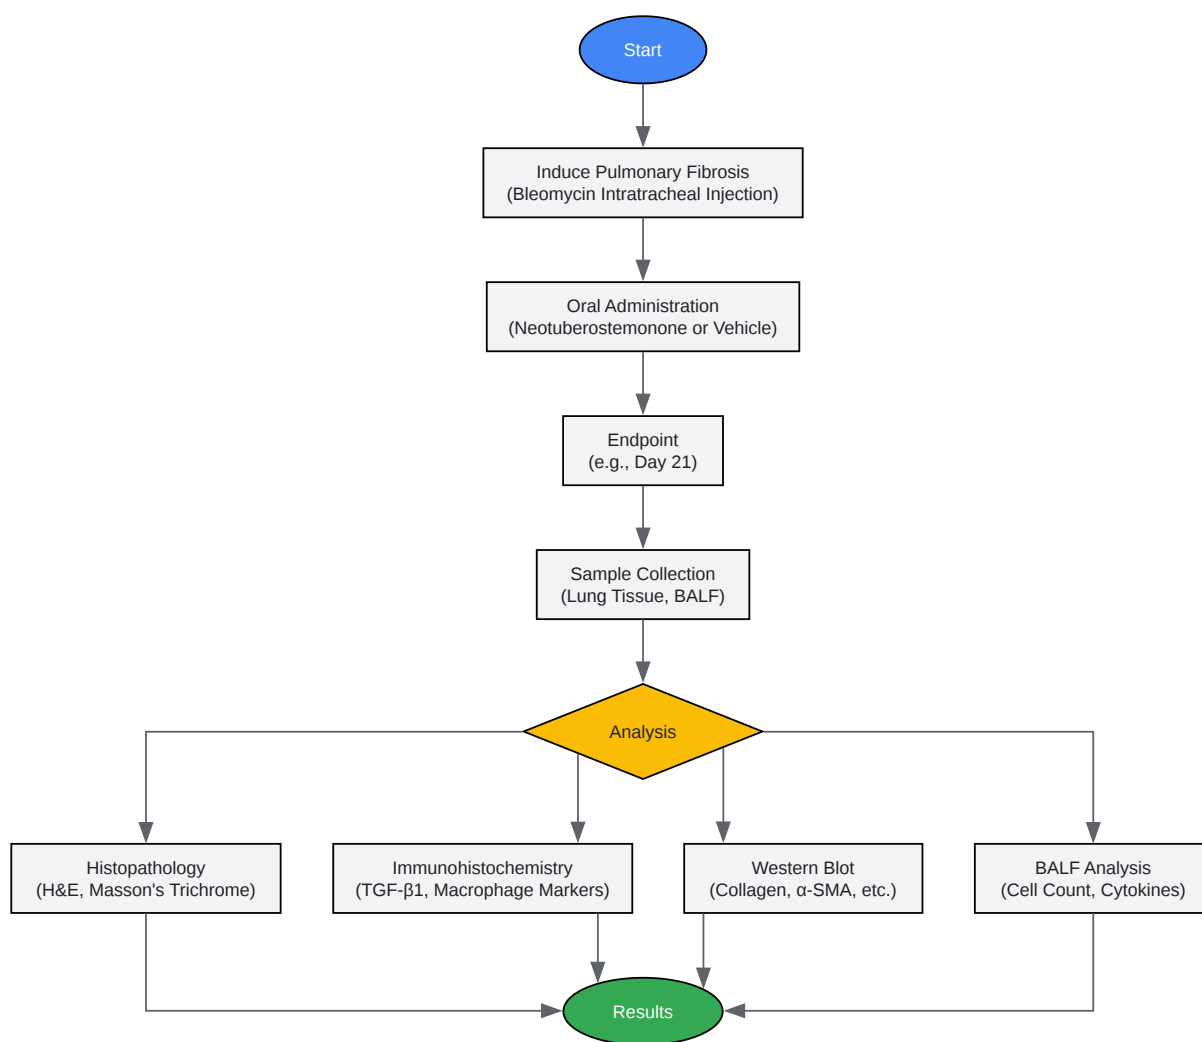 Start
Induce Pulmonary Fibrosis
(Bleomycin Intratracheal Injection)
Oral Administration
(Neotuberostemonone or Vehicle)
Endpoint
(e.g., Day 21)
Sample Collection
(Lung Tissue, BALF)
Analysis
Histopathology
(H&E, Masson's Trichrome)
Immunohistochemistry
(TGF-β1, Macrophage Markers)
Western Blot
(Collagen, α-SMA, etc.)
BALF Analysis
(Cell Count, Cytokines)
Results